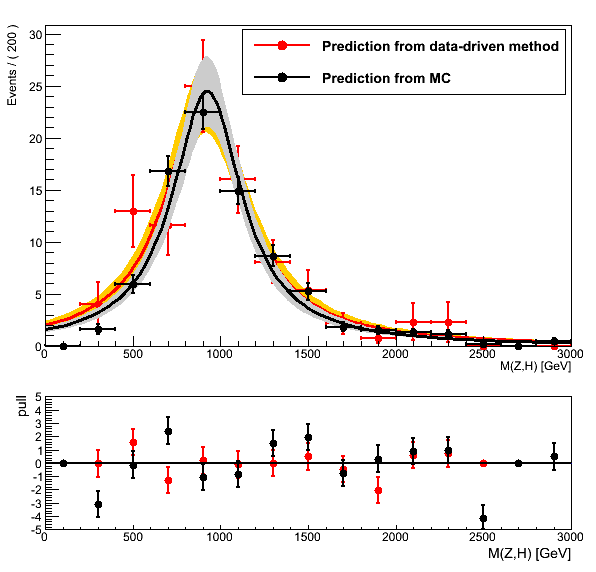 Events / ( 200 )
30
25
20
15
10
5
0
Prediction from data-driven method
Prediction from MC
0 500 1000 1500 2000 2500 3000
M(Z,H) [GeV]
pull
5
4
3
2
1
0
-1
-2
-3
-4
-5
0 500 1000 1500 2000 2500 3000
M(Z,H) [GeV]